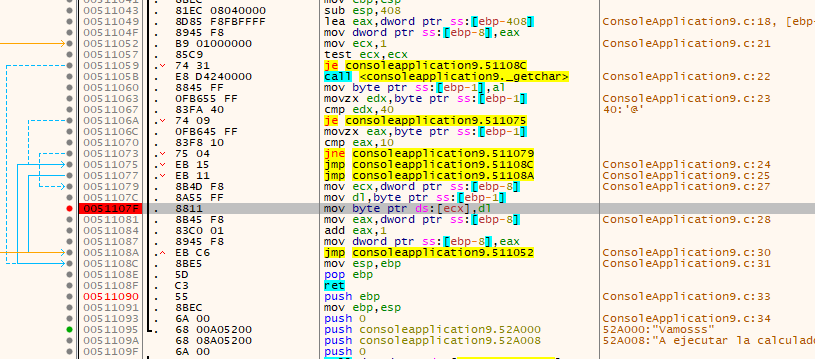 8BEC mov ebp,esp
00511043 . 81EC 08040000 sub esp,408
00511049 . 8D85 F8FBFFFF lea eax,dword ptr ss:[ebp-408] ConsoleApplication9.c:18, [ebp-
0051104F . 8945 F8 mov dword ptr ss:[ebp-8],eax
00511052 . B9 01000000 mov ecx,1 ConsoleApplication9.c:21
00511057 . 85C9 test ecx,ecx
00511059 . 74 31 je consoleapplication9.51108C
0051105B . E8 D4240000 call <consoleapplication9._getchar> ConsoleApplication9.c:22
00511060 . 8845 FF mov byte ptr ss:[ebp-1],al
00511063 . 0FB655 FF movzx edx,byte ptr ss:[ebp-1] ConsoleApplication9.c:23
00511067 . 83FA 40 cmp edx,40 40:'@'
0051106A . 74 09 je consoleapplication9.511075
0051106C . 0FB645 FF movzx eax,byte ptr ss:[ebp-1]
00511070 . 83F8 10 cmp eax,10
00511073 . 75 04 jne consoleapplication9.511079
00511075 . EB 15 jmp consoleapplication9.51108C ConsoleApplication9.c:24
00511077 . EB 11 jmp consoleapplication9.51108A ConsoleApplication9.c:25
00511079 . 8B4D F8 mov ecx,dword ptr ss:[ebp-8] ConsoleApplication9.c:27
0051107C . 8A55 FF mov dl,byte ptr ss:[ebp-1]
0051107F . 8811 mov byte ptr ds:[ecx],dl
00511081 . 8B45 F8 mov eax,dword ptr ss:[ebp-8] ConsoleApplication9.c:28
00511084 . 83C0 01 add eax,1
00511087 . 8945 F8 mov dword ptr ss:[ebp-8],eax
0051108A . EB C6 jmp consoleapplication9.511052 ConsoleApplication9.c:30
0051108C . 8BE5 mov esp,ebp ConsoleApplication9.c:31
0051108E . 5D pop ebp
0051108F . C3 ret
00511090 . 55 push ebp ConsoleApplication9.c:33
00511091 . 8BEC mov ebp,esp
00511093 . 6A 00 push 0 ConsoleApplication9.c:34
00511095 . 68 00A05200 push consoleapplication9.52A000 52A000:"Vamosss"
0051109A . 68 08A05200 push consoleapplication9.52A008 52A008:"A ejecutar la calculado
0051109F . 6A 00 push 0